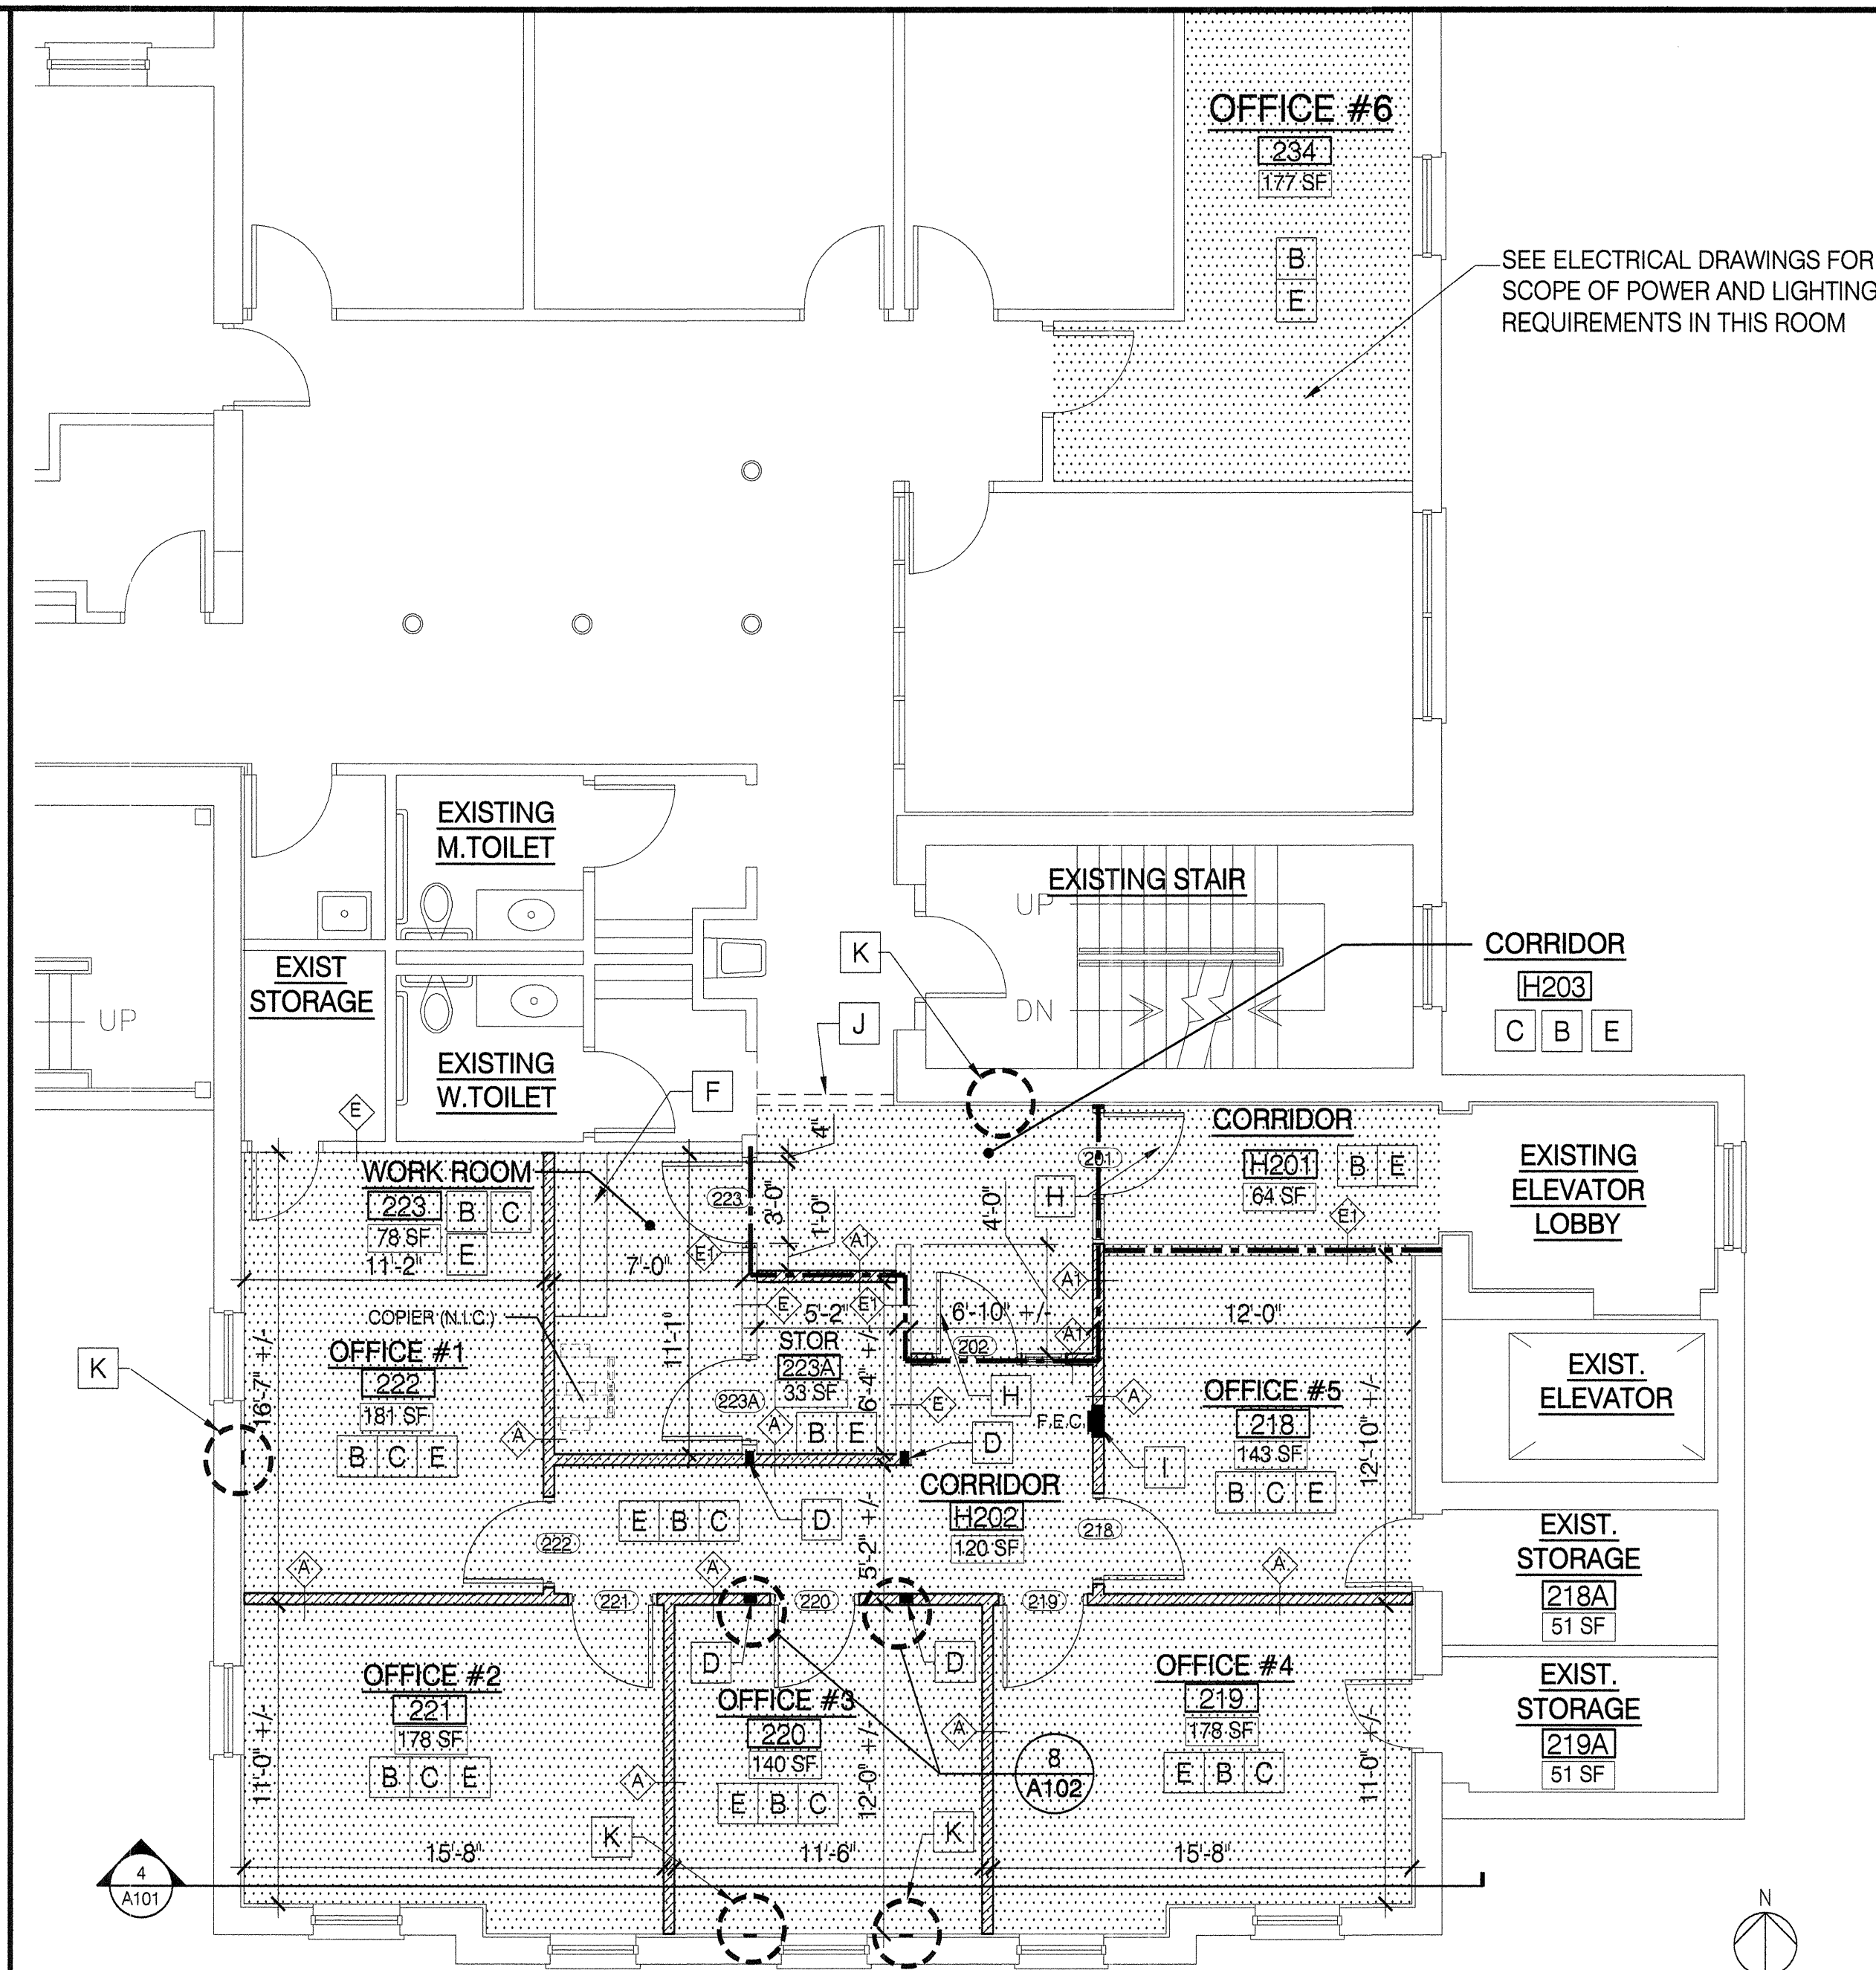 OFFICE #6
234
177 SF
B
E
SEE ELECTRICAL DRAWINGS FOR
SCOPE OF POWER AND LIGHTING
REQUIREMENTS IN THIS ROOM
EXISTING
M.TOILET
EXISTING STAIR
UP
DN
K
J
CORRIDOR
H203
C B E
EXIST
STORAGE
UP
EXISTING
W.TOILET
F
E
4"
CORRIDOR
H201
B E
64 SF
201
H
E1
EXISTING
ELEVATOR
LOBBY
WORK ROOM
223
B C
78 SF
E
223
3'-0"
1'-0"
4'-0"
E1
A1
A1
11'-2"
7'-0"
E
5'-2"
E1
6'-10" +/-
A1
12'-0"
COPIER (N.I.C.)
11'-1"
STOR
223A
33 SF
6'-4" +/-
202
H
B E
223A
A
E
D
OFFICE #1
222
181 SF
B C E
16'-7" +/-
K
A
F.E.C.
A
I
OFFICE #5
218
143 SF
B C E
12'-10" +/-
EXIST.
ELEVATOR
CORRIDOR
H202
120 SF
E B C
D
5'-2" +/-
222
218
A
A
A
221
220
219
EXIST.
STORAGE
218A
51 SF
OFFICE #2
221
178 SF
B C E
11'-0" +/-
D
D
OFFICE #3
220
140 SF
E B C
12'-0" +/-
A
A
OFFICE #4
219
178 SF
E B C
11'-0" +/-
EXIST.
STORAGE
219A
51 SF
8
A102
K
K
15'-8"
11'-6"
15'-8"
4
A101
N